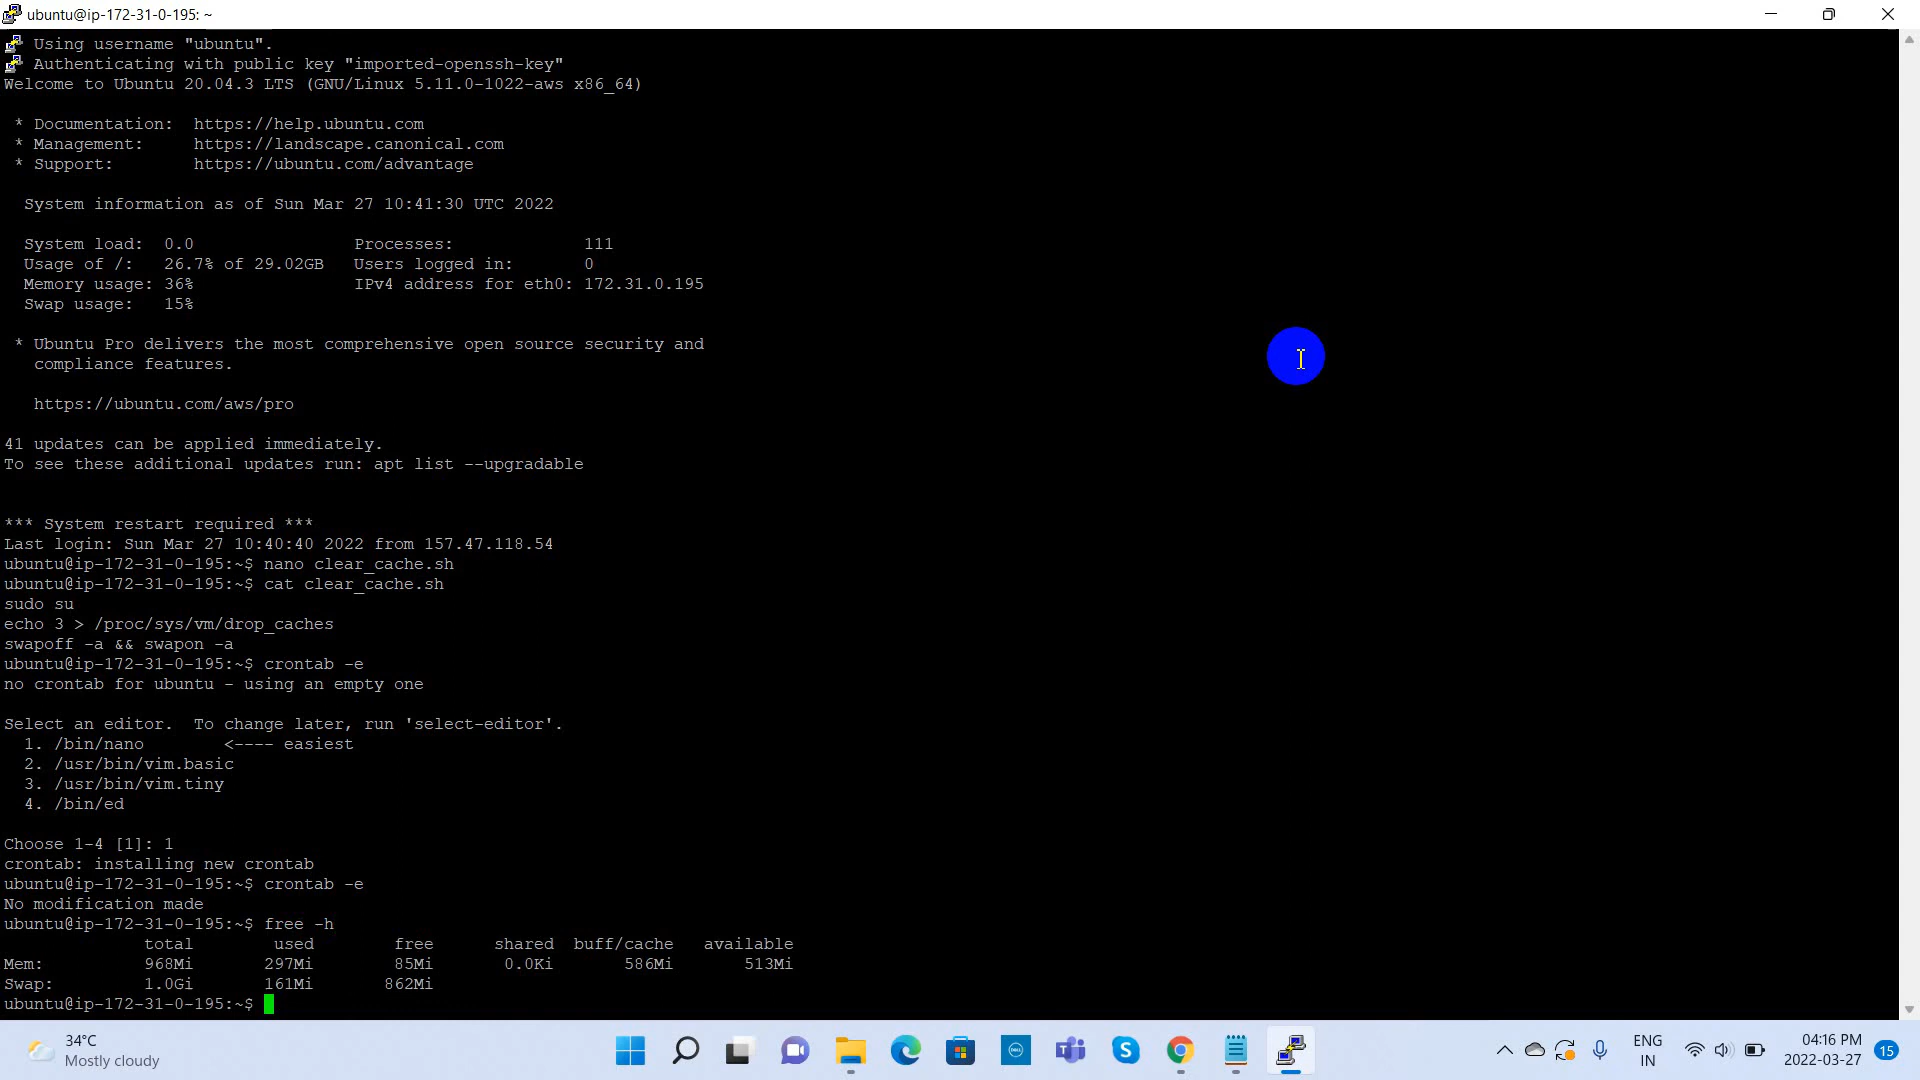 ubuntu@ip-172-31-0-195: ~
Using username "ubuntu".
Authenticating with public key "imported-openssh-key"
Welcome to Ubuntu 20.04.3 LTS (GNU/Linux 5.11.0-1022-aws x86_64)
* Documentation:  https://help.ubuntu.com
* Management:     https://landscape.canonical.com
* Support:        https://ubuntu.com/advantage
System information as of Sun Mar 27 10:41:30 UTC 2022
System load:  0.0                Processes:             111
Usage of /:   26.7% of 29.02GB   Users logged in:       0
Memory usage: 36%                IPv4 address for eth0: 172.31.0.195
Swap usage:   15%
* Ubuntu Pro delivers the most comprehensive open source security and
compliance features.
https://ubuntu.com/aws/pro
41 updates can be applied immediately.
To see these additional updates run: apt list --upgradable
*** System restart required ***
Last login: Sun Mar 27 10:40:40 2022 from 157.47.118.54
ubuntu@ip-172-31-0-195:~$ nano clear_cache.sh
ubuntu@ip-172-31-0-195:~$ cat clear_cache.sh
sudo su
echo 3 > /proc/sys/vm/drop_caches
swapoff -a && swapon -a
ubuntu@ip-172-31-0-195:~$ crontab -e
no crontab for ubuntu - using an empty one
Select an editor.  To change later, run 'select-editor'.
1. /bin/nano        <---- easiest
2. /usr/bin/vim.basic
3. /usr/bin/vim.tiny
4. /bin/ed
Choose 1-4 [1]: 1
crontab: installing new crontab
ubuntu@ip-172-31-0-195:~$ crontab -e
No modification made
ubuntu@ip-172-31-0-195:~$ free -h
total        used        free      shared  buff/cache   available
Mem:          968Mi       297Mi        85Mi       0.0Ki       586Mi       513Mi
Swap:         1.0Gi       161Mi       862Mi
ubuntu@ip-172-31-0-195:~$
34°C
Mostly cloudy
DELL
ENG
IN
04:16 PM
2022-03-27
15